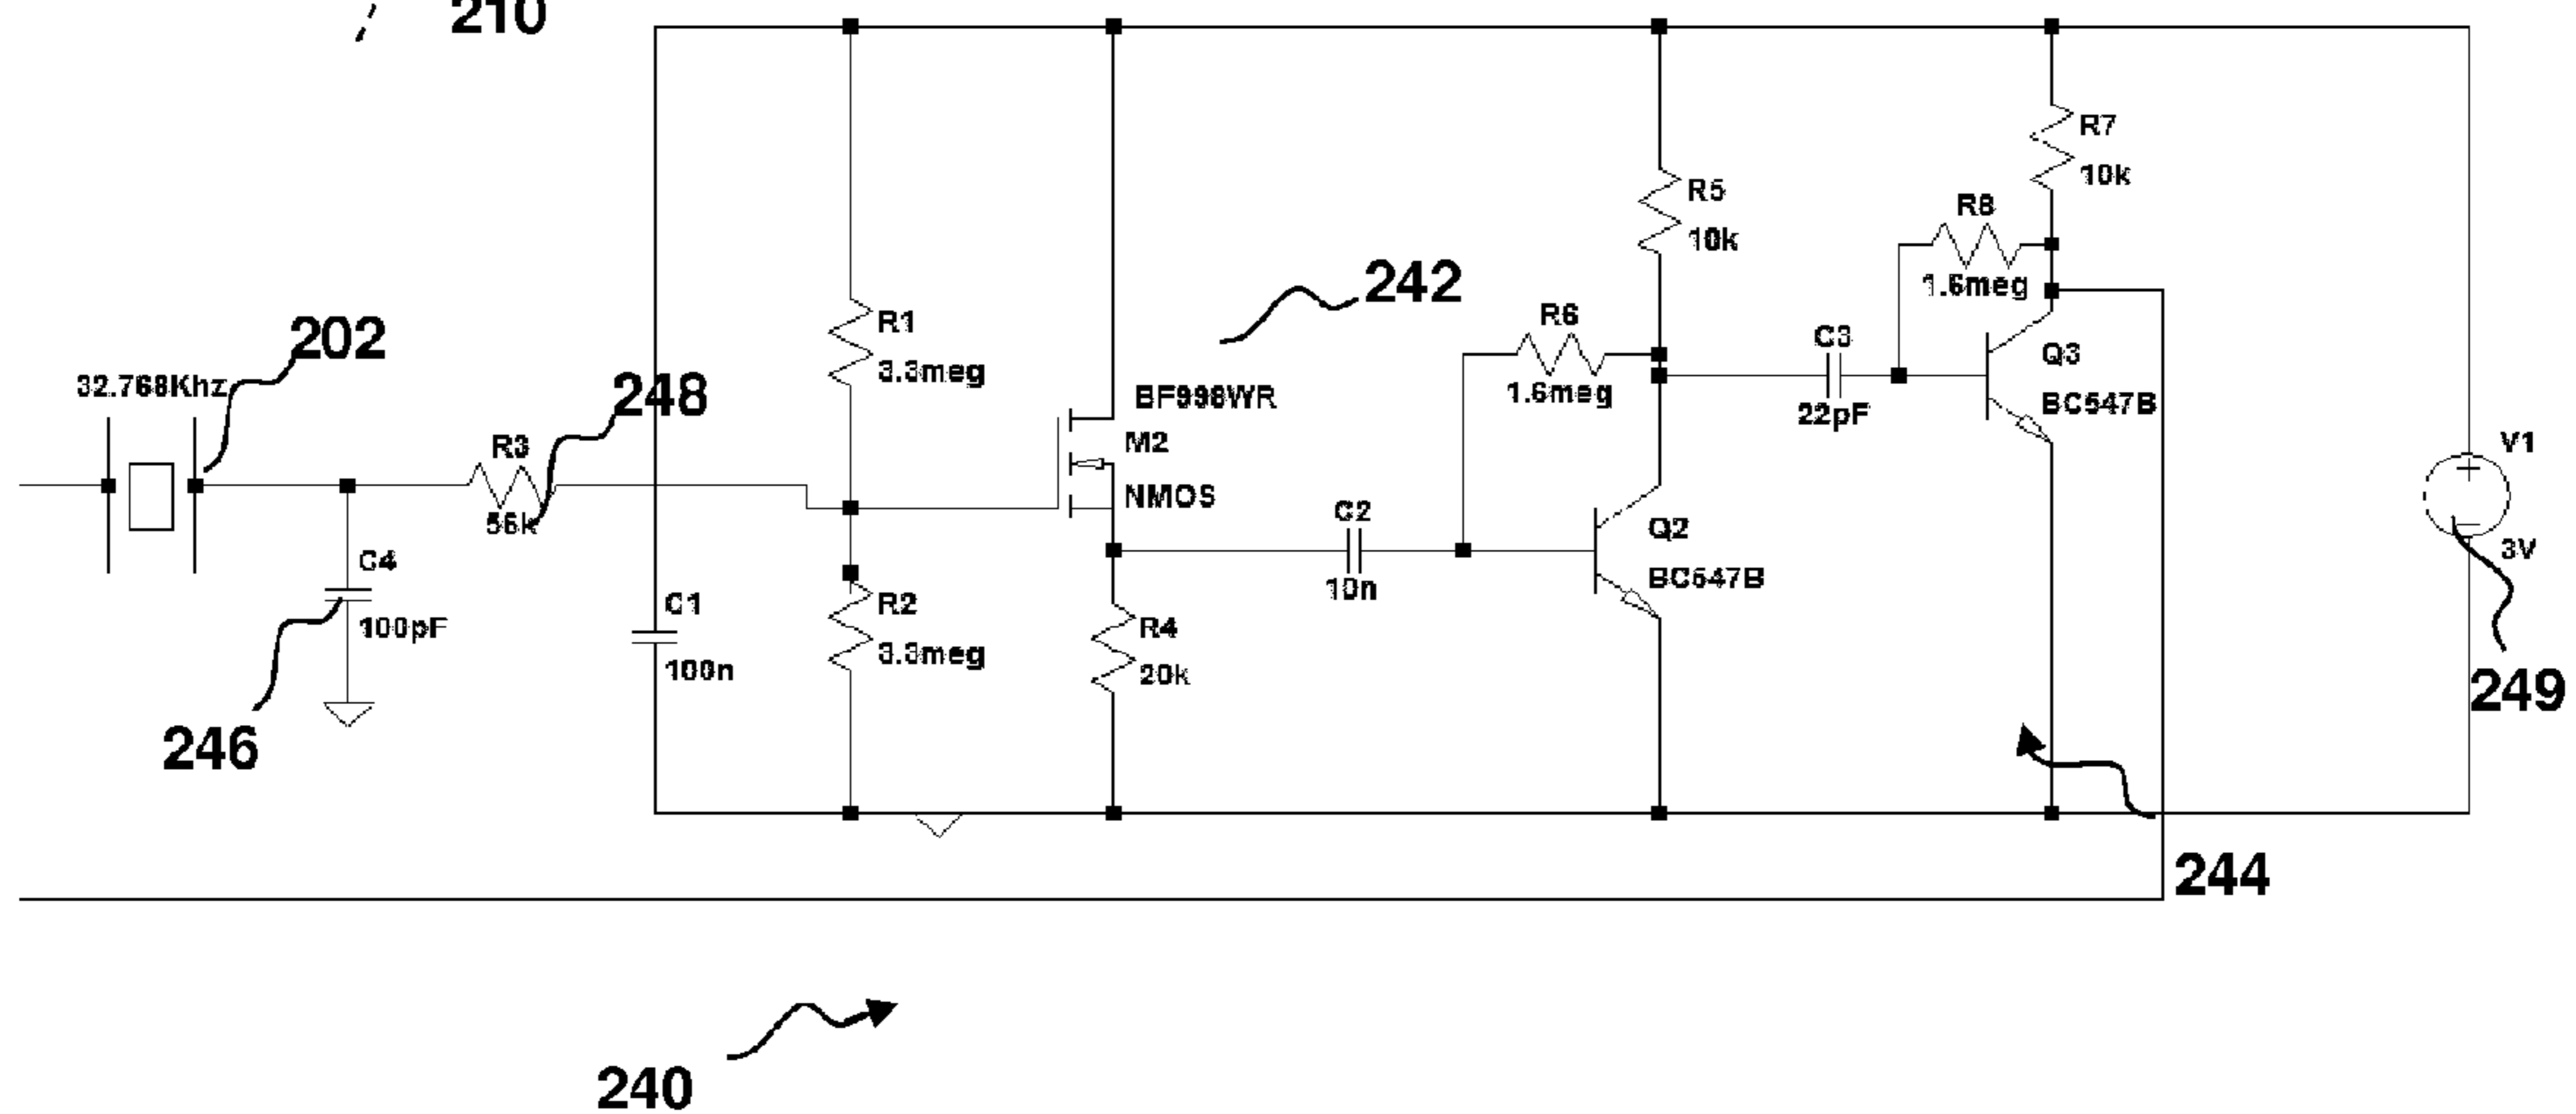 210
R7
10k
R5
10k
R8
1.6meg
242
R1
3.3meg
202
32.768Khz
248
R6
1.6meg
C3
22pF
Q3
BC547B
BF998WR
M2
NMOS
R3
56k
V1
3V
C2
10n
Q2
BC547B
C4
100pF
C1
100n
R2
3.3meg
R4
20k
246
249
244
240